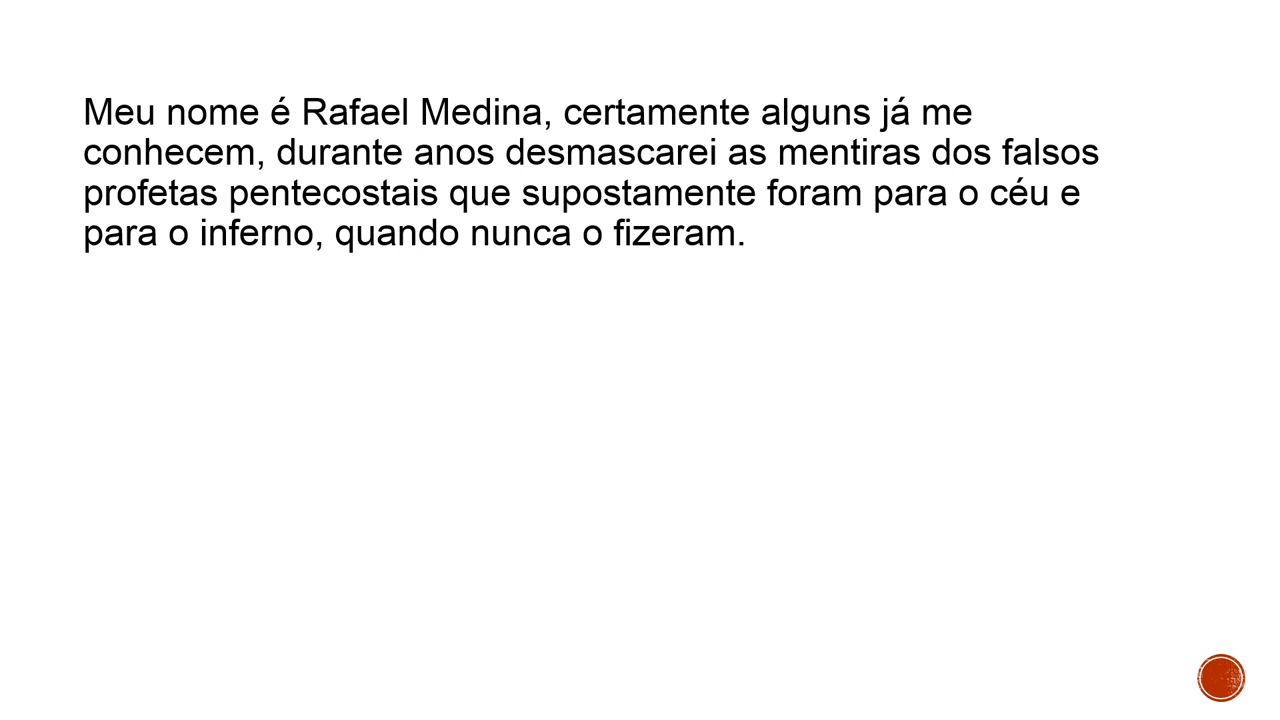 Meu nome é Rafael Medina, certamente alguns já me
conhecem, durante anos desmascarei as mentiras dos falsos
profetas pentecostais que supostamente foram para o céu e
para o inferno, quando nunca o fizeram.